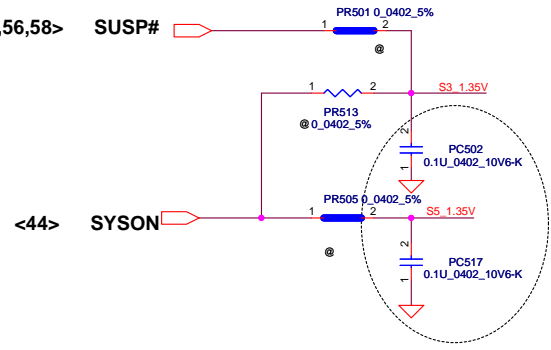 ,56,58> SUSP#
PR501 0_0402_5%
1 2
@
1 2
S3_1.35V
PR513
@ 0_0402_5%
2
PC502
0.1U_0402_10V6-K
1
<44> SYSON
PR505 0_0402_5%
1 2
S5_1.35V
@
2
PC517
0.1U_0402_10V6-K
1